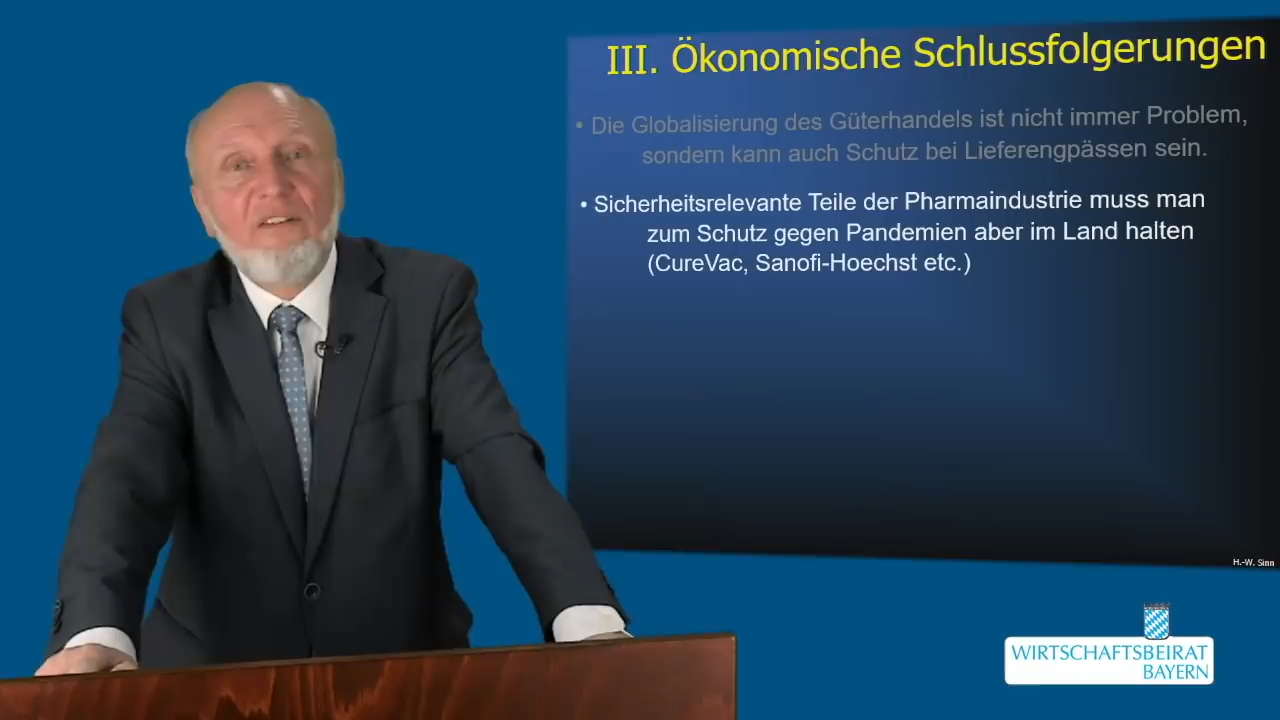 III. Ökonomische Schlussfolgerungen
• Die Globalisierung des Güterhandels ist nicht immer Problem,
sondern kann auch Schutz bei Lieferengpässen sein.
• Sicherheitsrelevante Teile der Pharmaindustrie muss man
zum Schutz gegen Pandemien aber im Land halten
(CureVac, Sanofi-Hoechst etc.)
H.-W. Sinn
WIRTSCHAFTSBEIRAT
BAYERN